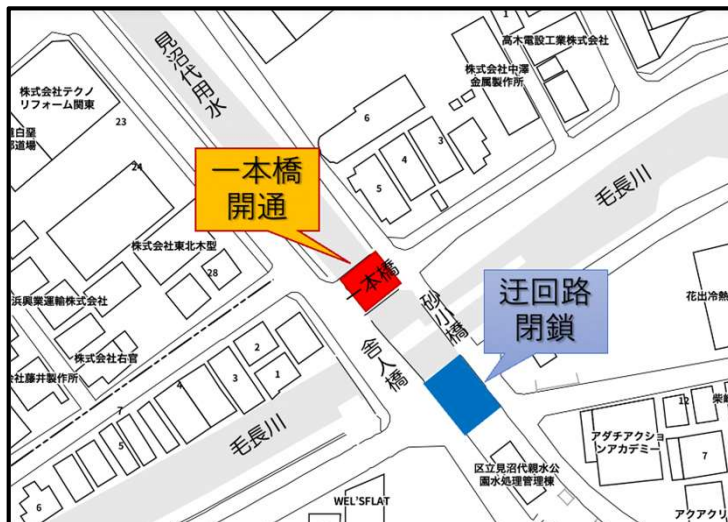 見沼代用水
高木電設工業株式会社
株式会社中澤
金属製作所
株式会社テクノ
リフォーム関東
23
24
道場
1
6
5
4
3
一本橋
開通
毛長川
一本橋
砂小橋
舎人橋
迂回路
閉鎖
花出冷熱
株式会社東北木型
28
浜興業運輸株式会社
株式会社右官
会社藤井製作所
7
6
5
4
3
2
1
毛長川
WEL'SFLAT
区立見沼代親水公
園水処理管理棟
アダチアクショ
ンアカデミー
12
7
アクアクリ